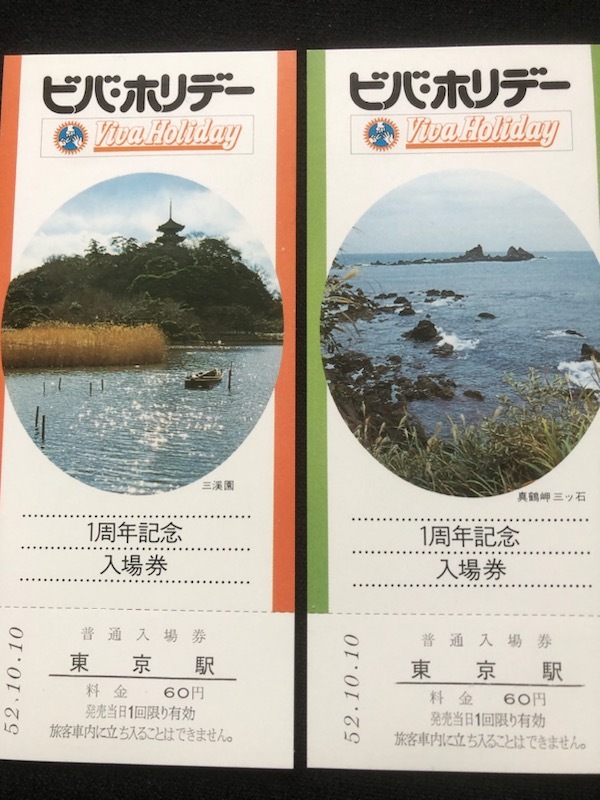 ビバ・ホリデー
Viva Holiday
三溪園
1周年記念
入場券
52.10.10
普通入場券
東京駅
料金 60円
発売当日1回限り有効
旅客車内に立ち入ることはできません。
ビバ・ホリデー
Viva Holiday
真鶴岬三ッ石
1周年記念
入場券
52.10.10
普通入場券
東京駅
料金 60円
発売当日1回限り有効
旅客車内に立ち入ることはできません。